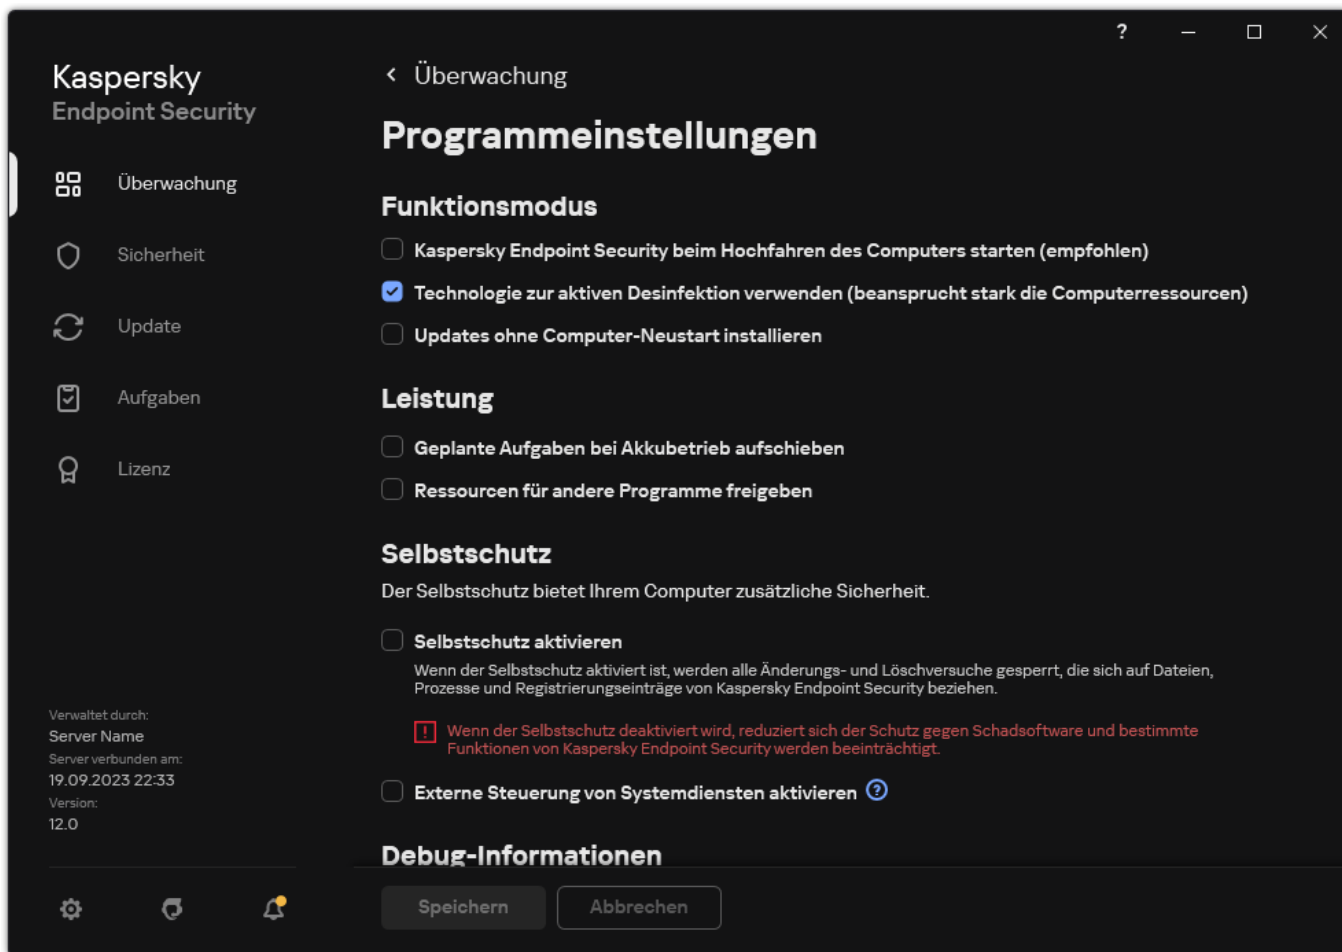 ?
Kaspersky
Endpoint Security
Überwachung
Sicherheit
Update
Aufgaben
Lizenz
Verwaltet durch:
Server Name
Server verbunden am:
19.09.2023 22:33
Version:
12.0
Überwachung
Programmeinstellungen
Funktionsmodus
Kaspersky Endpoint Security beim Hochfahren des Computers starten (empfohlen)
Technologie zur aktiven Desinfektion verwenden (beansprucht stark die Computerressourcen)
Updates ohne Computer-Neustart installieren
Leistung
Geplante Aufgaben bei Akkubetrieb aufschieben
Ressourcen für andere Programme freigeben
Selbstschutz
Der Selbstschutz bietet Ihrem Computer zusätzliche Sicherheit.
Selbstschutz aktivieren
Wenn der Selbstschutz aktiviert ist, werden alle Änderungs- und Löschversuche gesperrt, die sich auf Dateien,
Prozesse und Registrierungseinträge von Kaspersky Endpoint Security beziehen.
Wenn der Selbstschutz deaktiviert wird, reduziert sich der Schutz gegen Schadsoftware und bestimmte
Funktionen von Kaspersky Endpoint Security werden beeinträchtigt.
Externe Steuerung von Systemdiensten aktivieren ?
Debug-Informationen
Speichern
Abbrechen